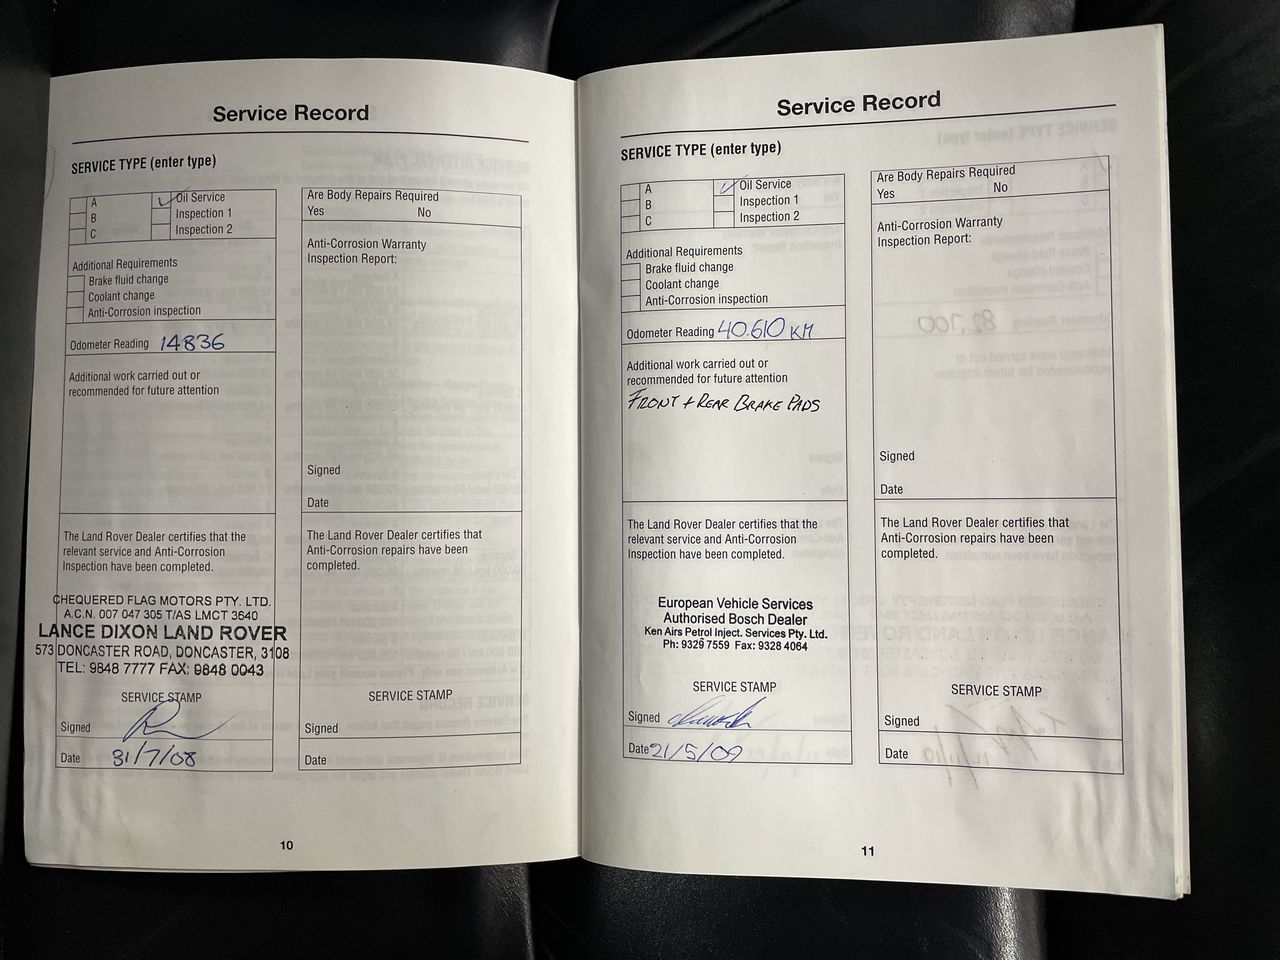 Service Record
SERVICE TYPE (enter type)
A
B
C
Oil Service
Inspection 1
Inspection 2
Additional Requirements
Brake fluid change
Coolant change
Anti-Corrosion inspection
Odometer Reading 14836
Additional work carried out or
recommended for future attention
The Land Rover Dealer certifies that the
relevant service and Anti-Corrosion
Inspection have been completed.
CHEQUERED FLAG MOTORS PTY. LTD.
A.C.N. 007 047 305 T/AS LMCT 3640
LANCE DIXON LAND ROVER
573 DONCASTER ROAD, DONCASTER, 3108
TEL: 9848 7777 FAX: 9848 0043
SERVICE STAMP
Signed
Date 31/7/08
Are Body Repairs Required
Yes No
Anti-Corrosion Warranty
Inspection Report:
Signed
Date
The Land Rover Dealer certifies that
Anti-Corrosion repairs have been
completed.
SERVICE STAMP
Signed
Date
10
Service Record
SERVICE TYPE (enter type)
A
B
C
Oil Service
Inspection 1
Inspection 2
Additional Requirements
Brake fluid change
Coolant change
Anti-Corrosion inspection
Odometer Reading 40.610 KM
Additional work carried out or
recommended for future attention
FRONT + REAR BRAKE PADS
The Land Rover Dealer certifies that the
relevant service and Anti-Corrosion
Inspection have been completed.
European Vehicle Services
Authorised Bosch Dealer
Ken Airs Petrol Inject. Services Pty. Ltd.
Ph: 9329 7559 Fax: 9328 4064
SERVICE STAMP
Signed
Date 21/5/09
Are Body Repairs Required
Yes No
Anti-Corrosion Warranty
Inspection Report:
Signed
Date
The Land Rover Dealer certifies that
Anti-Corrosion repairs have been
completed.
SERVICE STAMP
Signed
Date
11